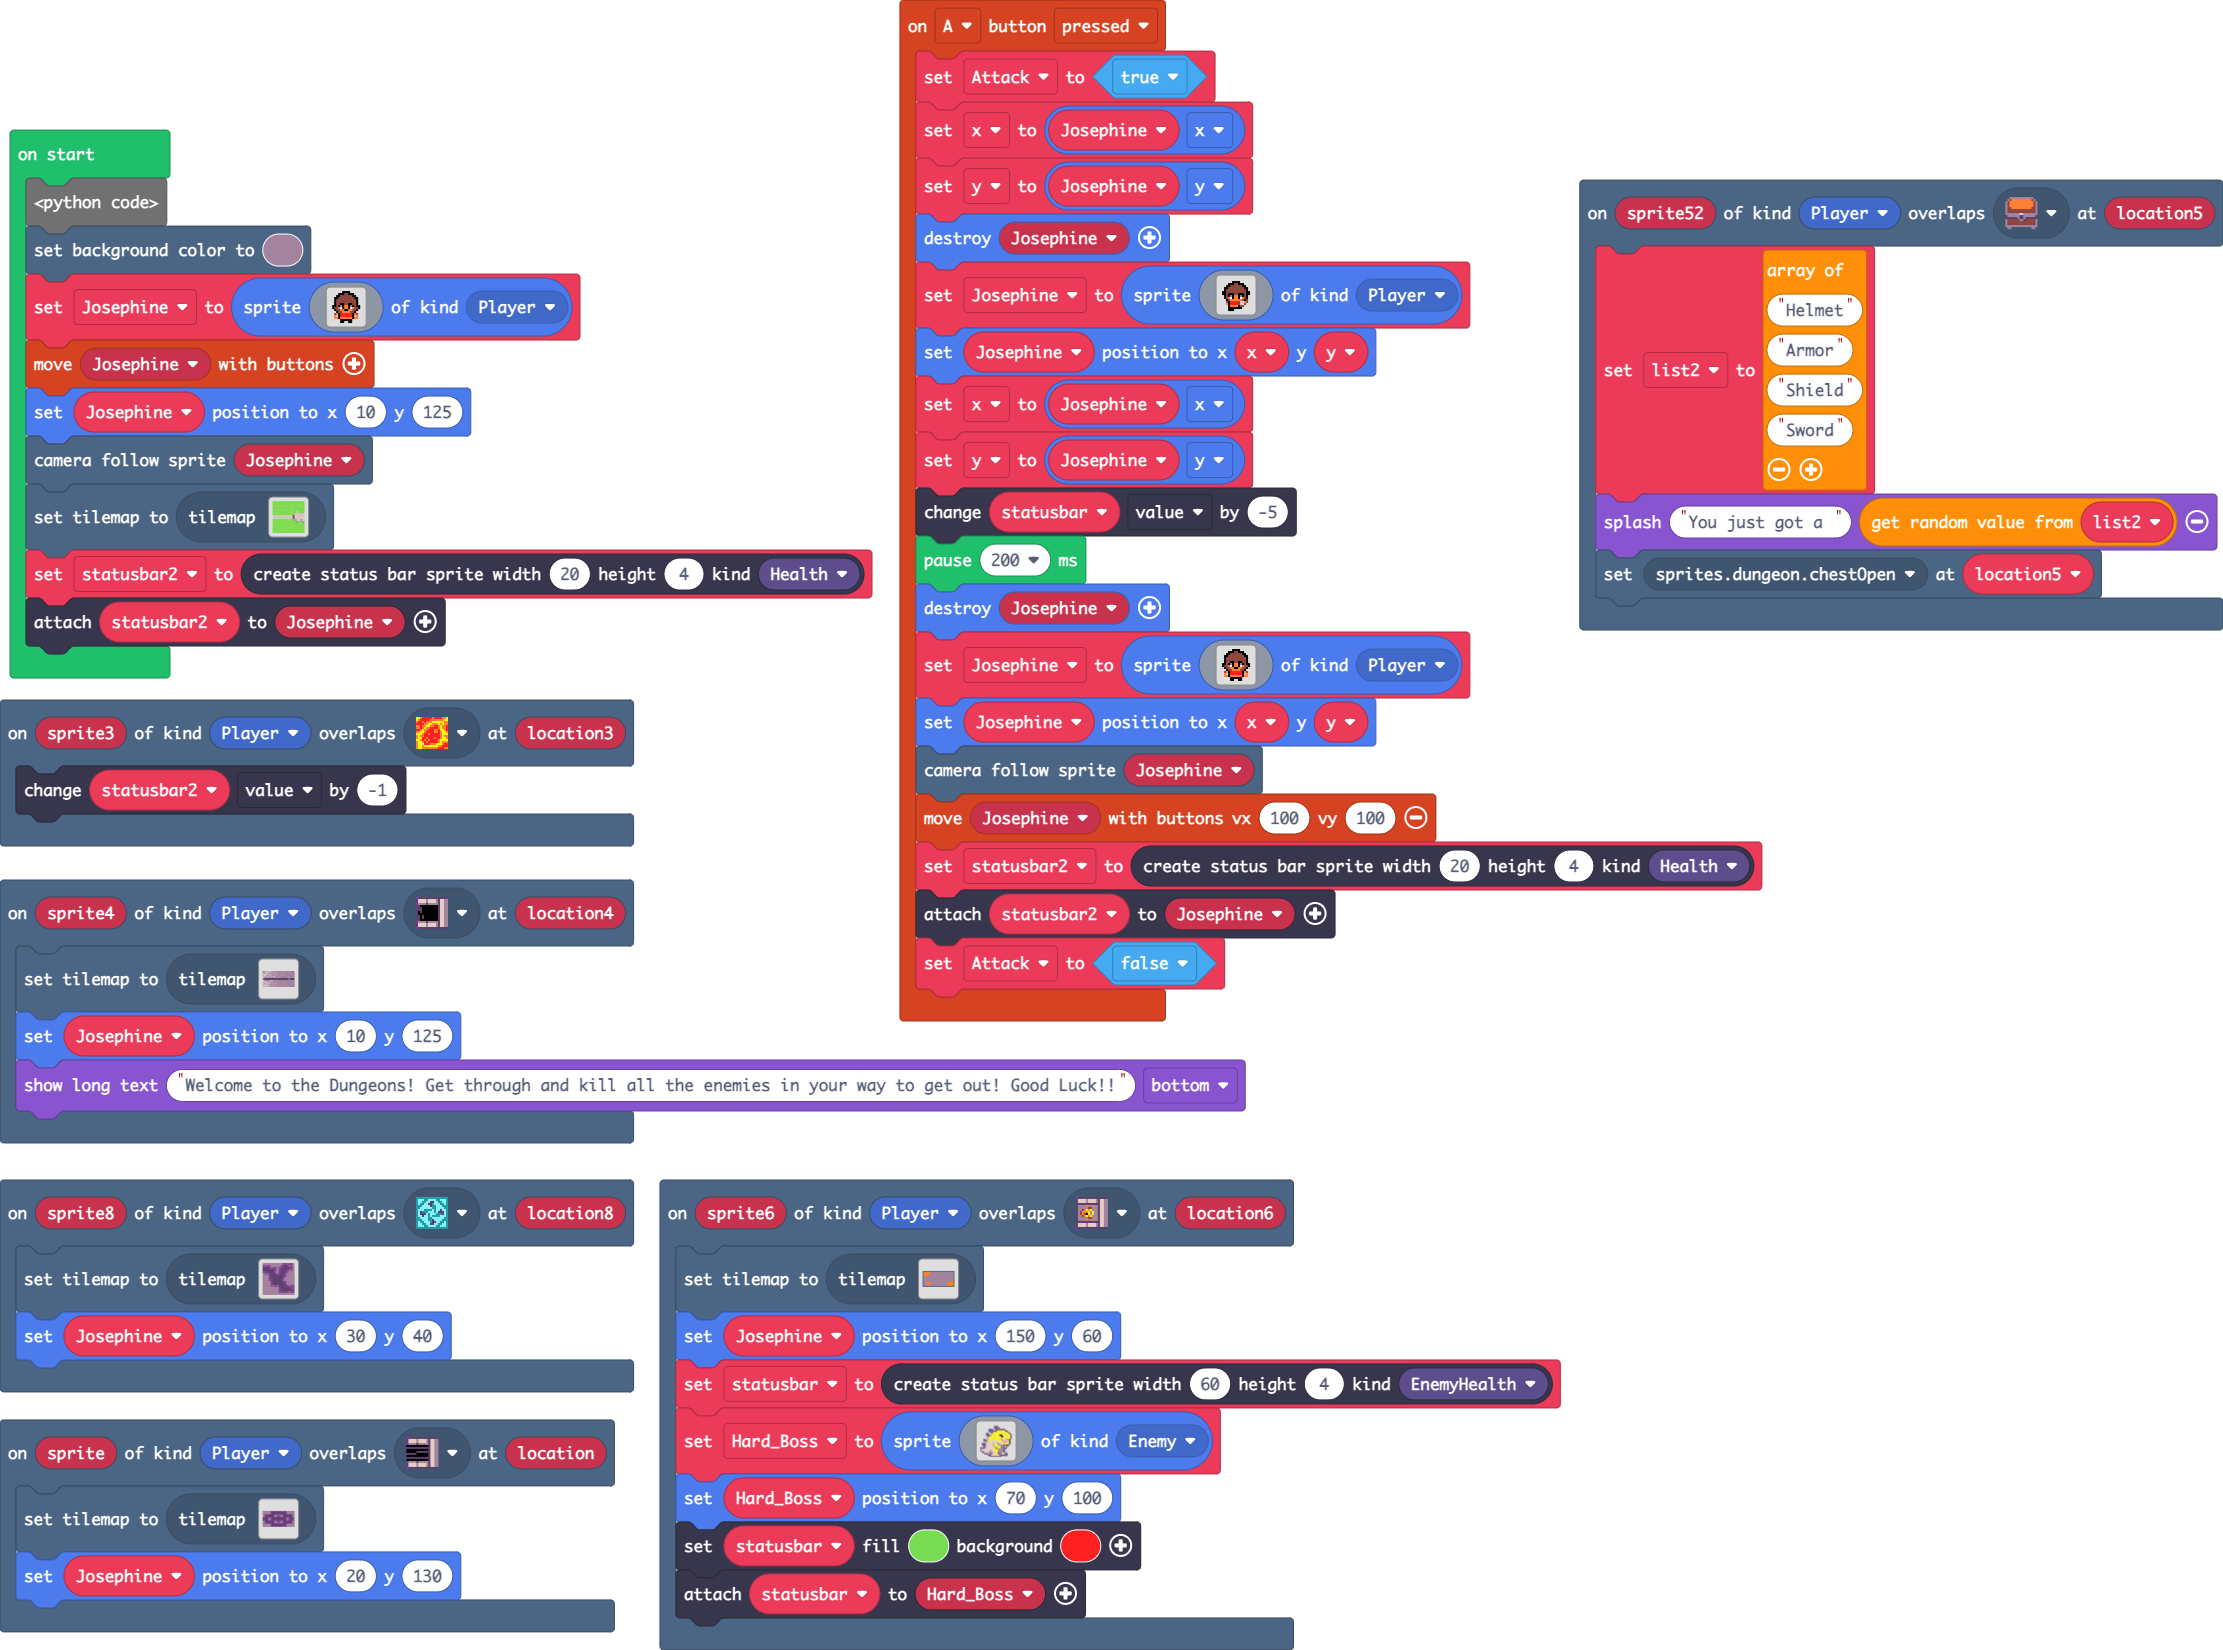 on start
<python code>
set background color to
set Josephine to sprite of kind Player
move Josephine with buttons
set Josephine position to x 10 y 125
camera follow sprite Josephine
set tilemap to tilemap
set statusbar2 to create status bar sprite width 20 height 4 kind Health
attach statusbar2 to Josephine
on sprite3 of kind Player overlaps at location3
change statusbar2 value by -1
on sprite4 of kind Player overlaps at location4
set tilemap to tilemap
set Josephine position to x 10 y 125
show long text "Welcome to the Dungeons! Get through and kill all the enemies in your way to get out! Good Luck!!" bottom
on sprite8 of kind Player overlaps at location8
set tilemap to tilemap
set Josephine position to x 30 y 40
on sprite of kind Player overlaps at location
set tilemap to tilemap
set Josephine position to x 20 y 130
on A button pressed
set Attack to true
set x to Josephine x
set y to Josephine y
destroy Josephine
set Josephine to sprite of kind Player
set Josephine position to x x y y
set x to Josephine x
set y to Josephine y
change statusbar value by -5
pause 200 ms
destroy Josephine
set Josephine to sprite of kind Player
set Josephine position to x x y y
camera follow sprite Josephine
move Josephine with buttons vx 100 vy 100
set statusbar2 to create status bar sprite width 20 height 4 kind Health
attach statusbar2 to Josephine
set Attack to false
on sprite6 of kind Player overlaps at location6
set tilemap to tilemap
set Josephine position to x 150 y 60
set statusbar to create status bar sprite width 60 height 4 kind EnemyHealth
set Hard_Boss to sprite of kind Enemy
set Hard_Boss position to x 70 y 100
set statusbar fill background
attach statusbar to Hard_Boss
on sprite52 of kind Player overlaps at location5
set list2 to array of
"Helmet"
"Armor"
"Shield"
"Sword"
splash "You just got a " get random value from list2
set sprites.dungeon.chestOpen at location5